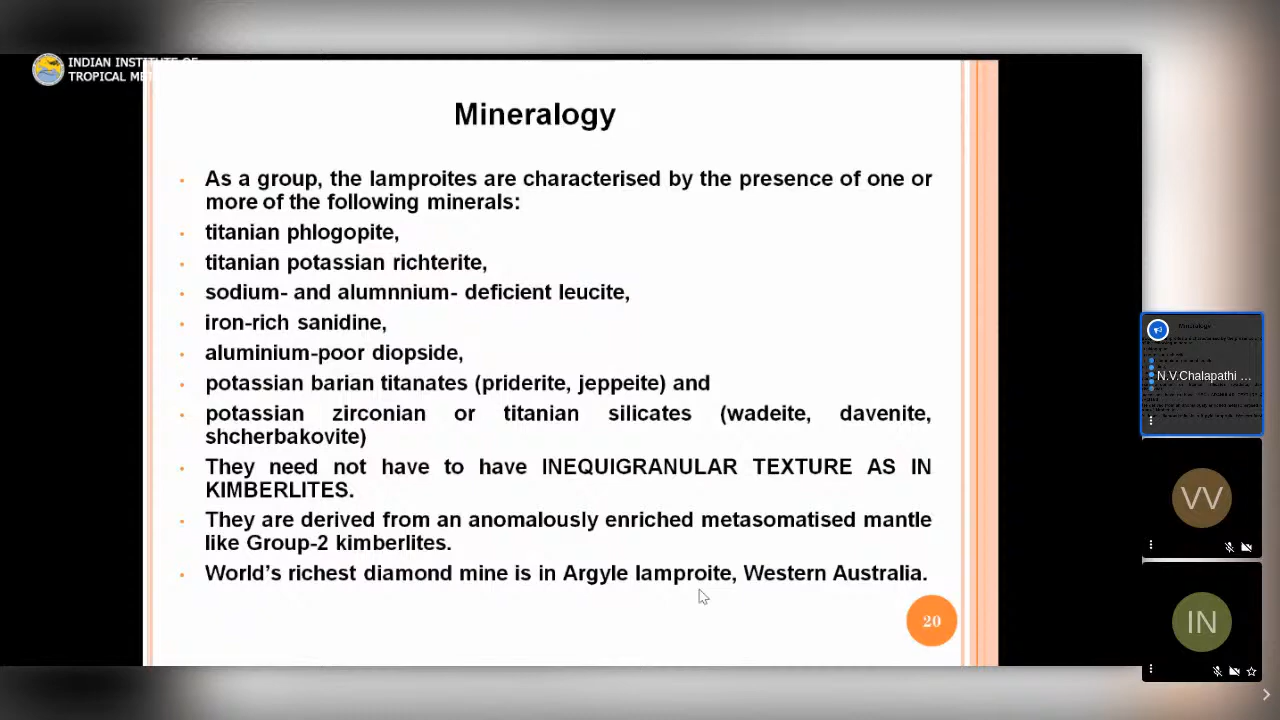 INDIAN INSTITUTE OF
TROPICAL ME
Mineralogy
• As a group, the lamproites are characterised by the presence of one or
more of the following minerals:
• titanian phlogopite,
• titanian potassian richterite,
• sodium- and alumnnium- deficient leucite,
• iron-rich sanidine,
• aluminium-poor diopside,
• potassian barian titanates (priderite, jeppeite) and
• potassian zirconian or titanian silicates (wadeite, davenite,
shcherbakovite)
• They need not have to have INEQUIGRANULAR TEXTURE AS IN
KIMBERLITES.
• They are derived from an anomalously enriched metasomatised mantle
like Group-2 kimberlites.
• World's richest diamond mine is in Argyle lamproite, Western Australia.
20
Mineralogy
N.V.Chalapathi ...
VV
IN